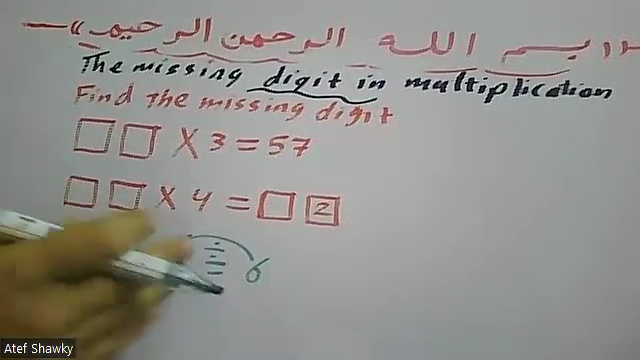 «بسم الله الرحمن الرحيم»
The missing digit in multiplication
Find the missing digit
□ □ X 3 = 57
□ □ X 4 = □ 2
÷ = 6
Atef Shawky